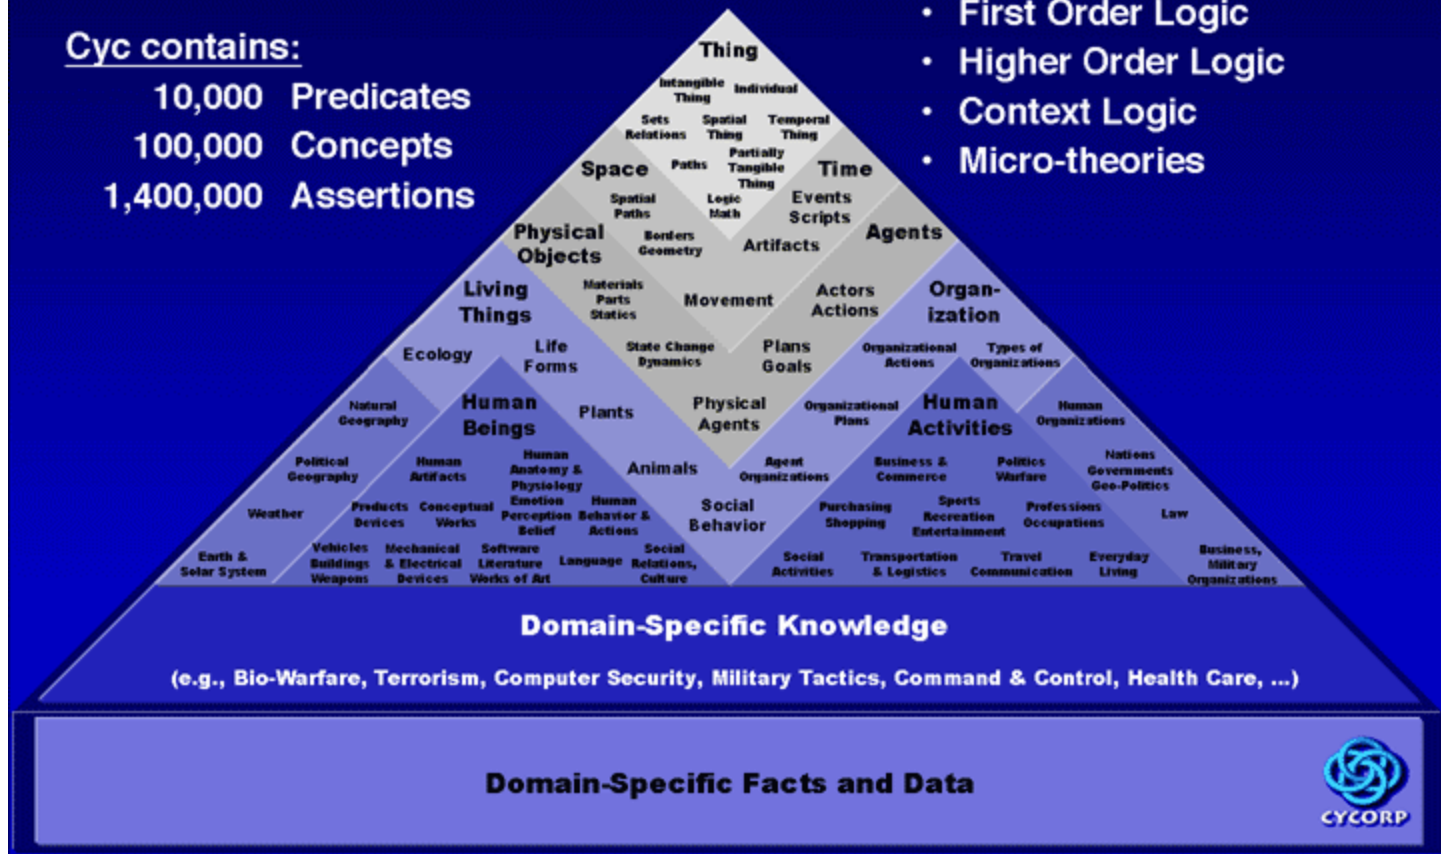 Cyc contains:
10,000 Predicates
100,000 Concepts
1,400,000 Assertions
• First Order Logic
• Higher Order Logic
• Context Logic
• Micro-theories
Thing
Intangible
Thing
Individual
Sets
Relations
Spatial
Thing
Temporal
Thing
Space
Paths
Partially
Tangible
Thing
Time
Spatial
Paths
Logic
Math
Events
Scripts
Physical
Objects
Borders
Geometry
Artifacts
Agents
Living
Things
Materials
Parts
Statics
Movement
Actors
Actions
Organ-
ization
Ecology
Life
Forms
State Change
Dynamics
Plans
Goals
Organizational
Actions
Types of
Organizations
Natural
Geography
Human
Beings
Plants
Physical
Agents
Organizational
Plans
Human
Activities
Human
Organizations
Political
Geography
Human
Artifacts
Human
Anatomy &
Physiology
Animals
Agent
Organizations
Business &
Commerce
Politics
Warfare
Nations
Governments
Geo-Politics
Weather
Products
Devices
Conceptual
Works
Emotion
Perception
Belief
Human
Behavior &
Actions
Social
Behavior
Purchasing
Shopping
Sports
Recreation
Entertainment
Professions
Occupations
Law
Earth &
Solar System
Vehicles
Buildings
Weapons
Mechanical
& Electrical
Devices
Software
Literature
Works of Art
Language
Social
Relations,
Culture
Social
Activities
Transportation
& Logistics
Travel
Communication
Everyday
Living
Business,
Military
Organizations
Domain-Specific Knowledge
(e.g., Bio-Warfare, Terrorism, Computer Security, Military Tactics, Command & Control, Health Care, ...)
Domain-Specific Facts and Data
CYCORP